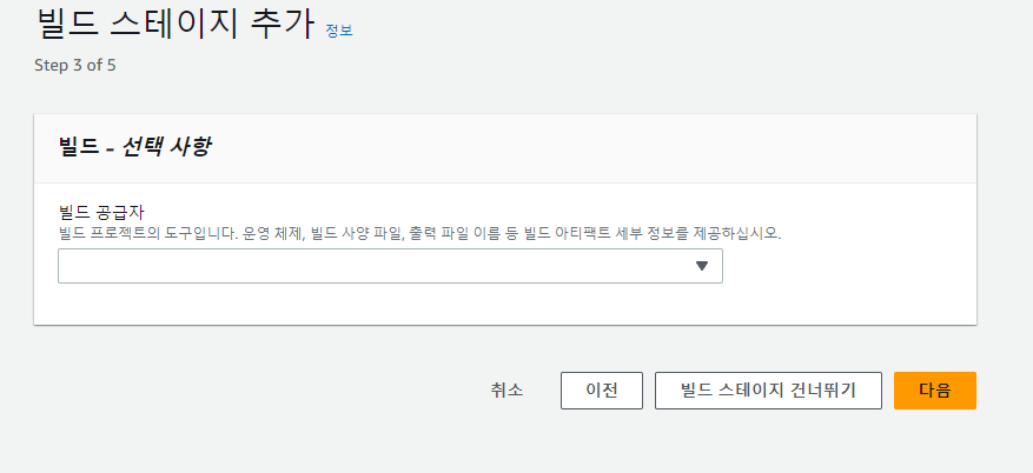 빌드 스테이지 추가 정보
Step 3 of 5
빌드 - 선택 사항
빌드 공급자
빌드 프로젝트의 도구입니다. 운영 체제, 빌드 사양 파일, 출력 파일 이름 등 빌드 아티팩트 세부 정보를 제공하십시오.
취소 이전 빌드 스테이지 건너뛰기 다음